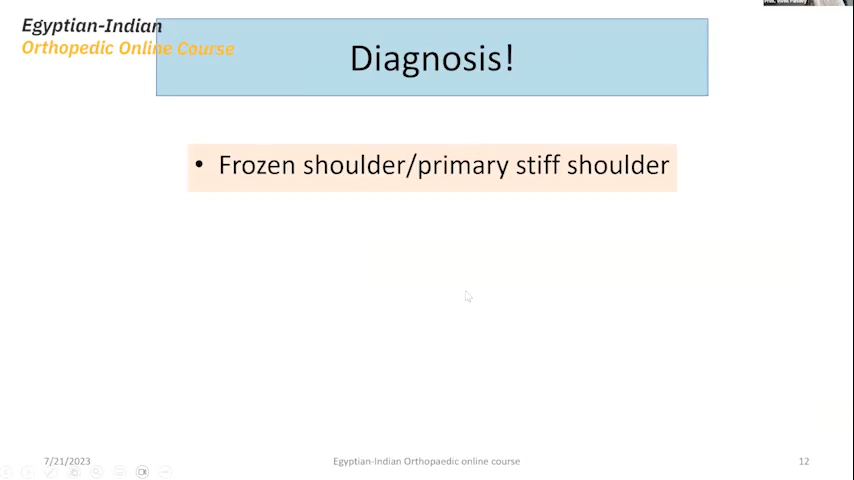 Egyptian-Indian
Orthopedic Online Course
Diagnosis!
• Frozen shoulder/primary stiff shoulder
7/21/2023
Egyptian-Indian Orthopaedic online course
12